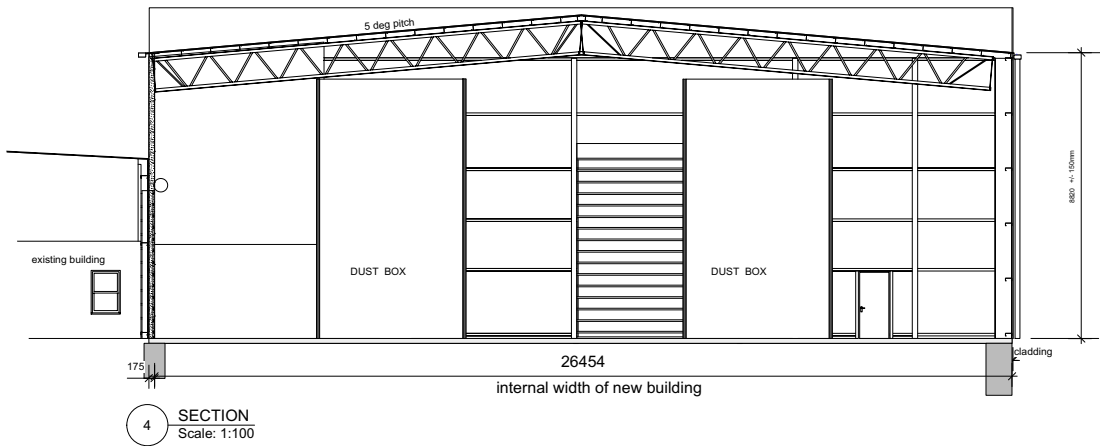 5 deg pitch
8820 +/- 150mm
existing building
DUST BOX
DUST BOX
cladding
175
26454
internal width of new building
4
SECTION
Scale: 1:100